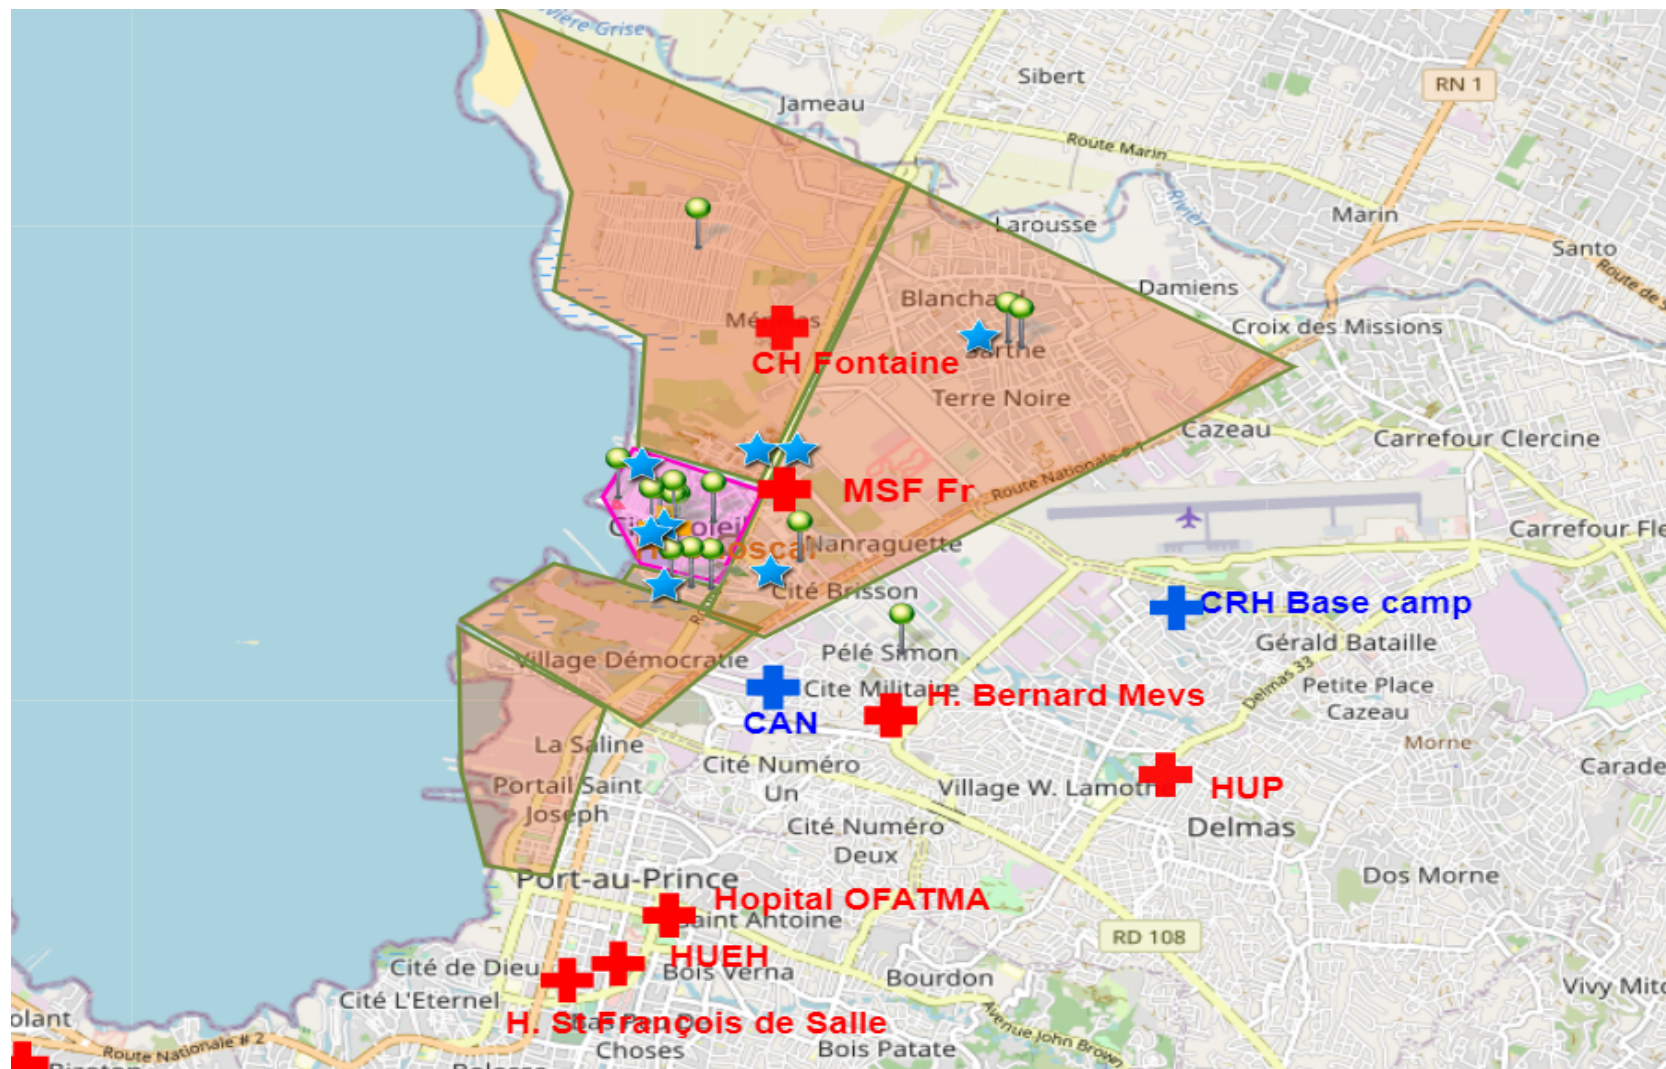 Rivière Grise
Sibert
RN 1
Jameau
Route Marin
Rivière
Marin
Larousse
Santo
Route de S
Damiens
Blanchard
Croix des Missions
CH Fontaine
Sarthe
Terre Noire
Cazeau
Carrefour Clercine
Route Nationale # 1
MSF Fr
Carrefour Fle
Nanraguette
Cité Brisson
CRH Base camp
Gérald Bataille
Pélé Simon
Village Démocratie
Cite Militaire
H. Bernard Mevs
Delmas 33
Petite Place
Cazeau
CAN
La Saline
Morne
Cité Numéro
Un
Carade
Portail Saint
Joseph
Village W. Lamoth
HUP
Cité Numéro
Deux
Delmas
Port-au-Prince
Dos Morne
Hopital OFATMA
Saint Antoine
RD 108
HUEH
Bois Verna
Cité de Dieu
Bourdon
Cité L'Eternel
Vivy Mitc
H. St François de Salle
olant
Avenue John Brown
Route Nationale # 2
Choses
Bois Patate